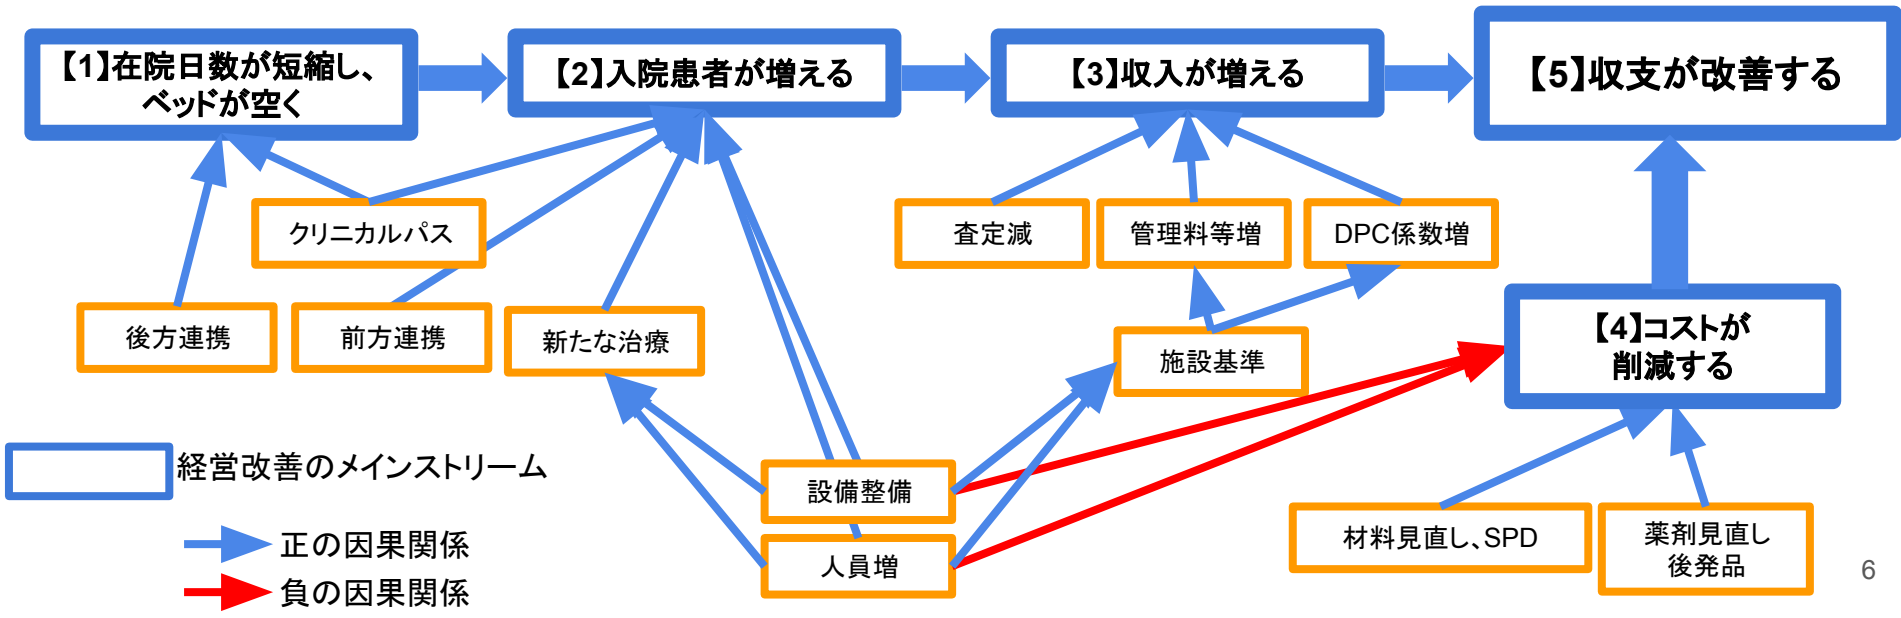 【1】在院日数が短縮し、
ベッドが空く
【2】入院患者が増える
【3】収入が増える
【5】収支が改善する
クリニカルパス
査定減
管理料等増
DPC係数増
後方連携
前方連携
新たな治療
施設基準
【4】コストが
削減する
経営改善のメインストリーム
設備整備
正の因果関係
人員増
材料見直し、SPD
薬剤見直し
後発品
負の因果関係
6